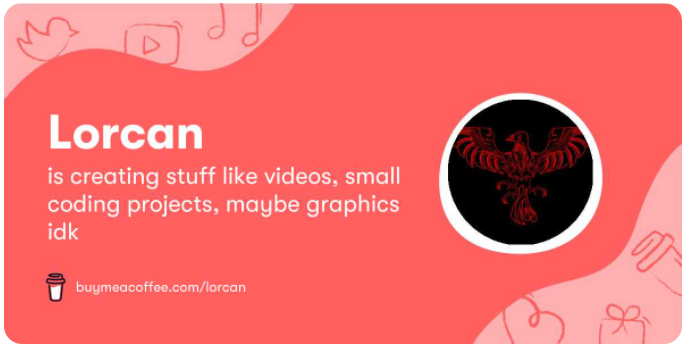 Lorcan
is creating stuff like videos, small
coding projects, maybe graphics
idk
buymeacoffee.com/lorcan